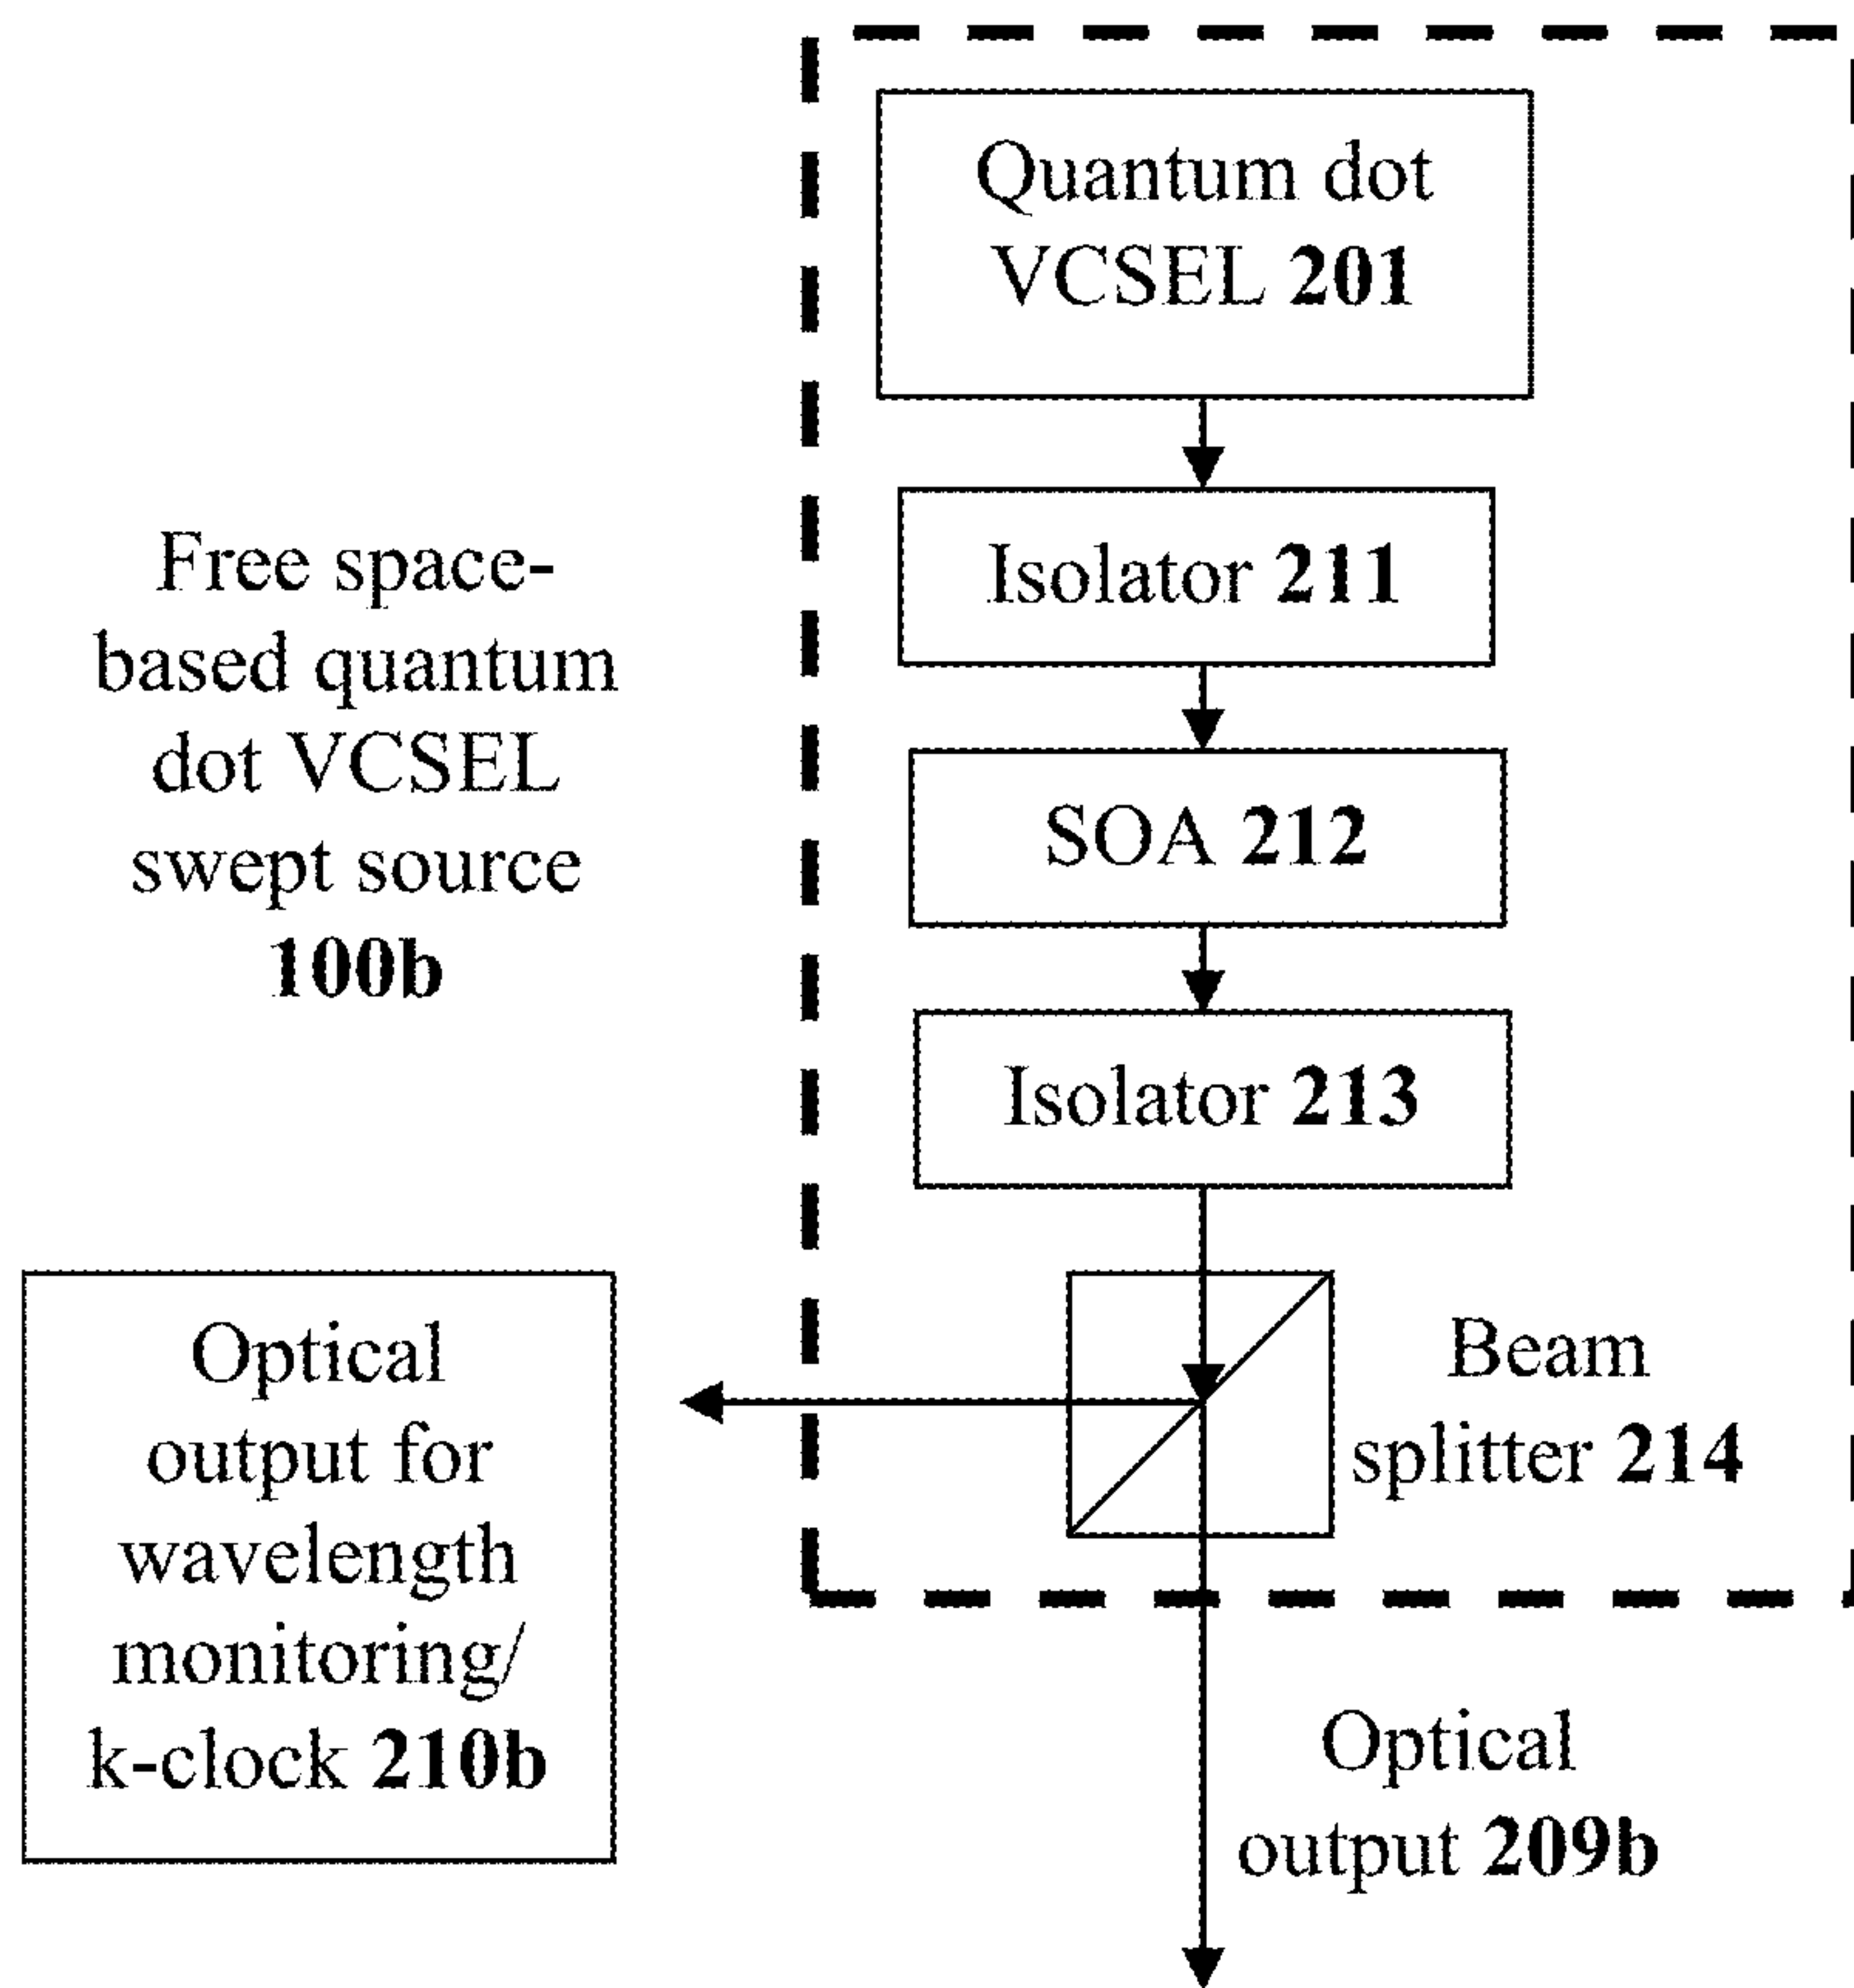 Quantum dot
VCSEL 201
Isolator 211
Free space-
based quantum
dot VCSEL
swept source
100b
SOA 212
Isolator 213
Beam
splitter 214
Optical
output for
wavelength
monitoring/
k-clock 210b
Optical
output 209b